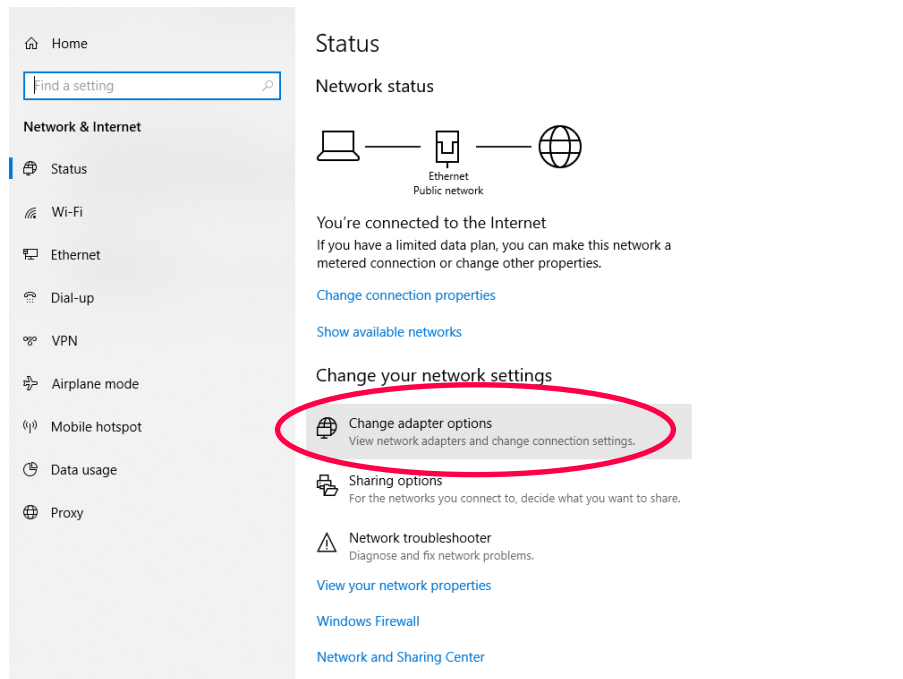 Home
Find a setting
Network & Internet
Status
Wi-Fi
Ethernet
Dial-up
VPN
Airplane mode
Mobile hotspot
Data usage
Proxy
Status
Network status
Ethernet
Public network
You're connected to the Internet
If you have a limited data plan, you can make this network a
metered connection or change other properties.
Change connection properties
Show available networks
Change your network settings
Change adapter options
View network adapters and change connection settings.
Sharing options
For the networks you connect to, decide what you want to share.
Network troubleshooter
Diagnose and fix network problems.
View your network properties
Windows Firewall
Network and Sharing Center